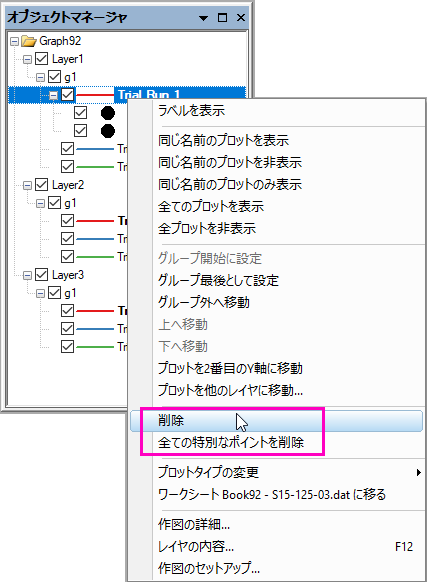 オブジェクトマネージャ
Graph92
Layer1
g1
Trial Run 1
Tr
Tr
Layer2
g1
Tr
Tr
Tr
Layer3
g1
Tr
Tr
Tr
ラベルを表示
同じ名前のプロットを表示
同じ名前のプロットを非表示
同じ名前のプロットのみ表示
全てのプロットを表示
全プロットを非表示
グループ開始に設定
グループ最後として設定
グループ外へ移動
上へ移動
下へ移動
プロットを2番目のY軸に移動
プロットを他のレイヤに移動...
削除
全ての特別なポイントを削除
プロットタイプの変更
ワークシート Book92 - S15-125-03.dat に移る
作図の詳細...
レイヤの内容... F12
作図のセットアップ...